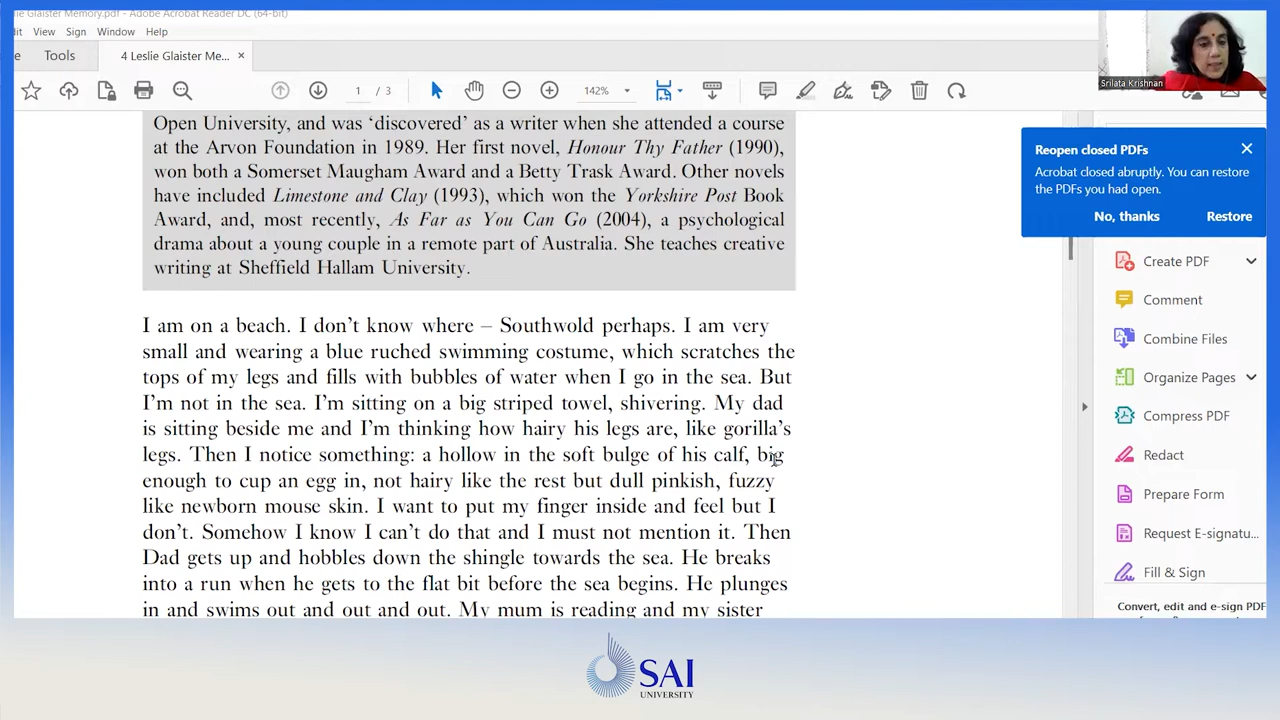 slie Glaister Memory.pdf - Adobe Acrobat Reader DC (64-bit)
it View Sign Window Help
e Tools 4 Leslie Glaister Me... ×
1 / 3 142%
Srilata Krishnan
Open University, and was ‘discovered’ as a writer when she attended a course
at the Arvon Foundation in 1989. Her first novel, Honour Thy Father (1990),
won both a Somerset Maugham Award and a Betty Trask Award. Other novels
have included Limestone and Clay (1993), which won the Yorkshire Post Book
Award, and, most recently, As Far as You Can Go (2004), a psychological
drama about a young couple in a remote part of Australia. She teaches creative
writing at Sheffield Hallam University.
I am on a beach. I don’t know where – Southwold perhaps. I am very
small and wearing a blue ruched swimming costume, which scratches the
tops of my legs and fills with bubbles of water when I go in the sea. But
I’m not in the sea. I’m sitting on a big striped towel, shivering. My dad
is sitting beside me and I’m thinking how hairy his legs are, like gorilla’s
legs. Then I notice something: a hollow in the soft bulge of his calf, big
enough to cup an egg in, not hairy like the rest but dull pinkish, fuzzy
like newborn mouse skin. I want to put my finger inside and feel but I
don’t. Somehow I know I can’t do that and I must not mention it. Then
Dad gets up and hobbles down the shingle towards the sea. He breaks
into a run when he gets to the flat bit before the sea begins. He plunges
in and swims out and out and out. My mum is reading and my sister
Reopen closed PDFs
Acrobat closed abruptly. You can restore
the PDFs you had open.
No, thanks Restore
Create PDF
Comment
Combine Files
Organize Pages
Compress PDF
Redact
Prepare Form
Request E-signatu...
Fill & Sign
Convert, edit and e-sign PDF
SAI
UNIVERSITY